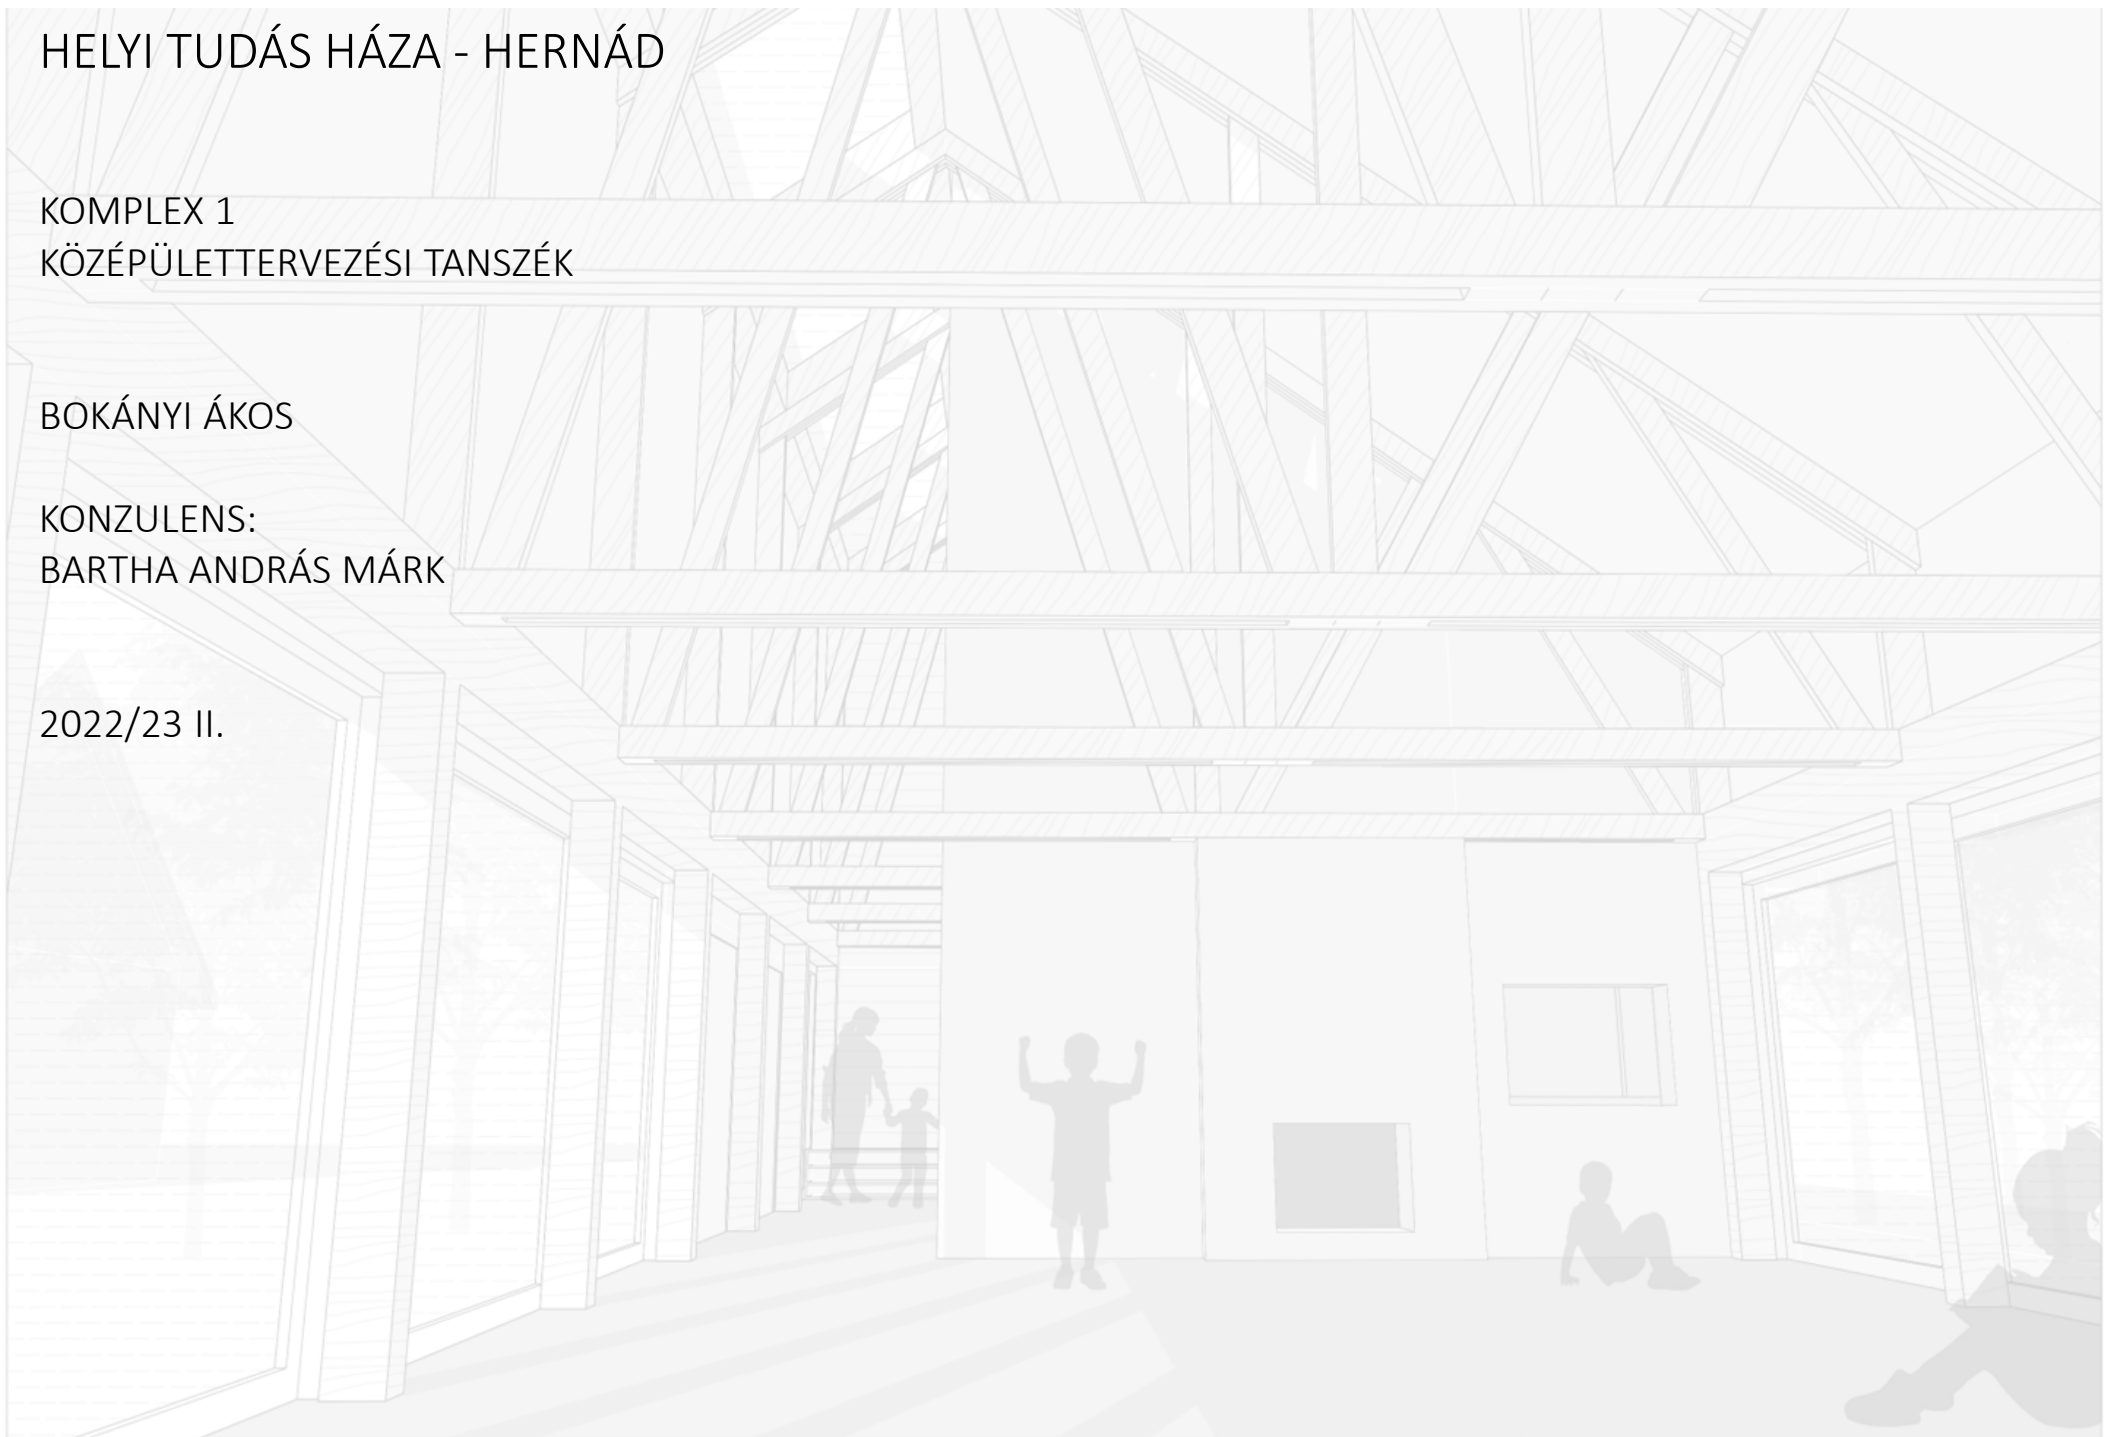 HELYI TUDÁS HÁZA - HERNÁD
KOMPLEX 1
KÖZÉPÜLETTERVEZÉSI TANSZÉK
BOKÁNYI ÁKOS
KONZULENS:
BARTHA ANDRÁS MÁRK
2022/23 II.